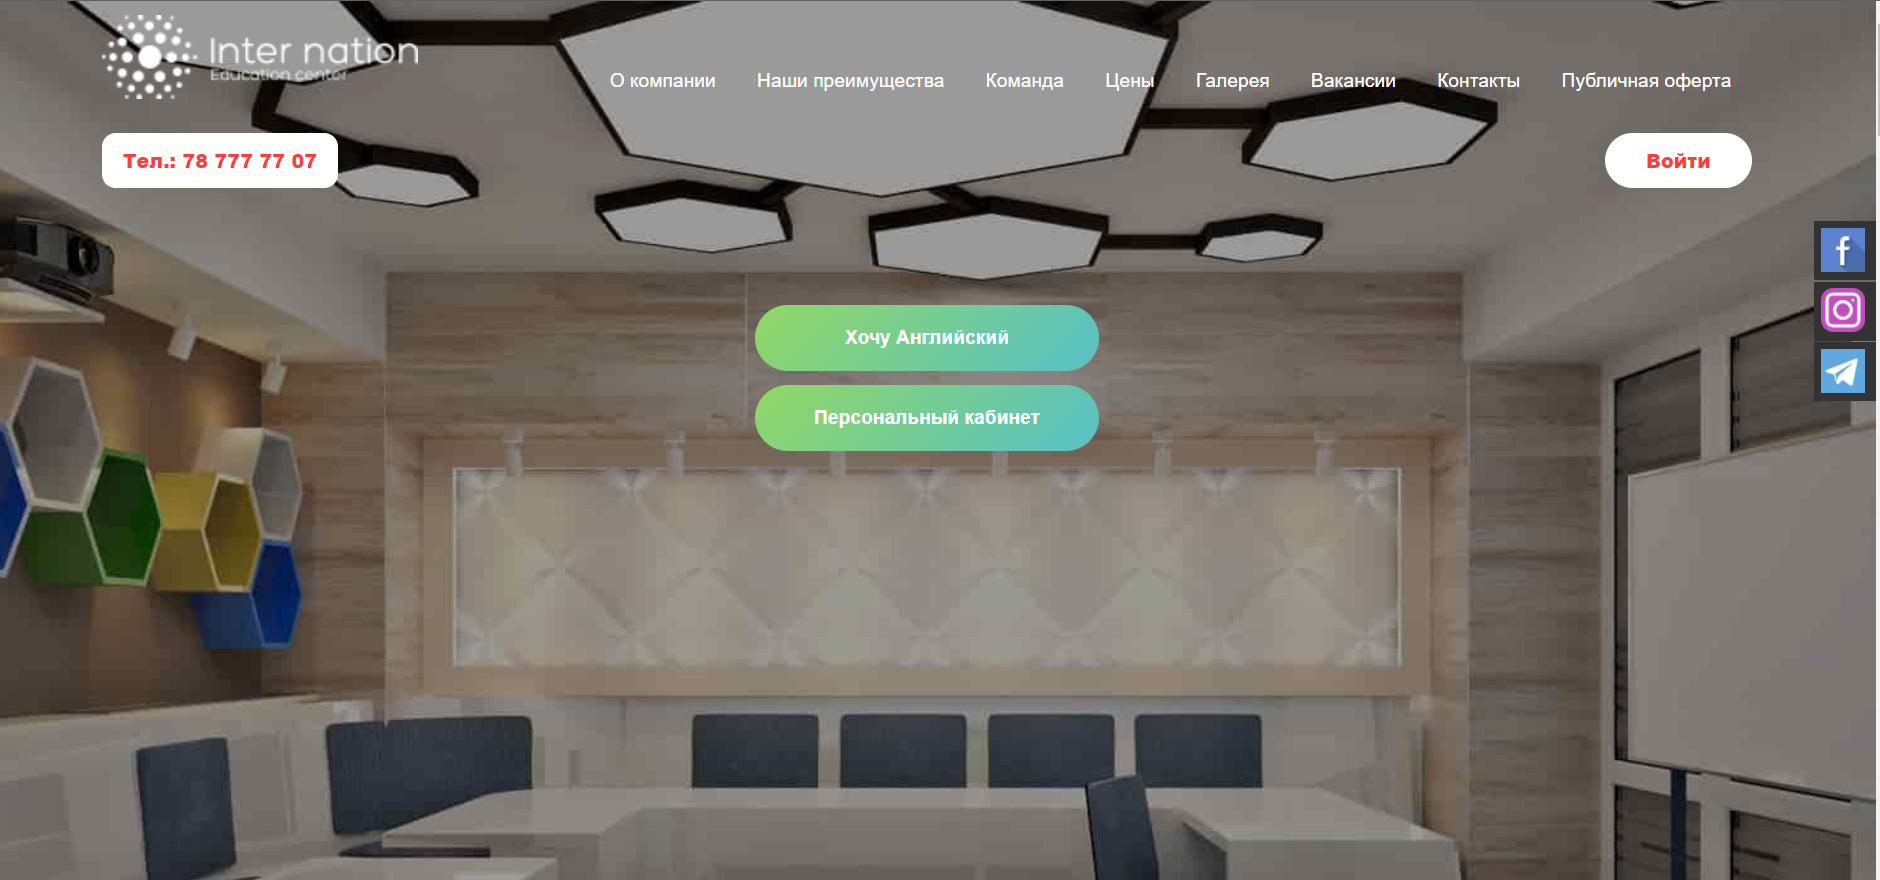 Inter nation
Education center
О компании
Наши преимущества
Команда
Цены
Галерея
Вакансии
Контакты
Публичная оферта
Тел.: 78 777 77 07
Войти
Хочу Английский
Персональный кабинет